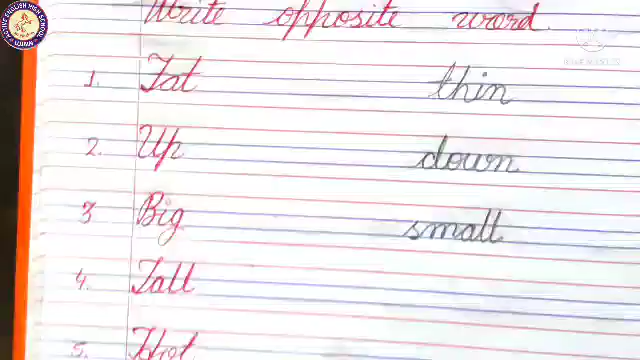 Write opposite word
1. Fat thin
2. Up down
3 Big small
4. Tall
5. Hot